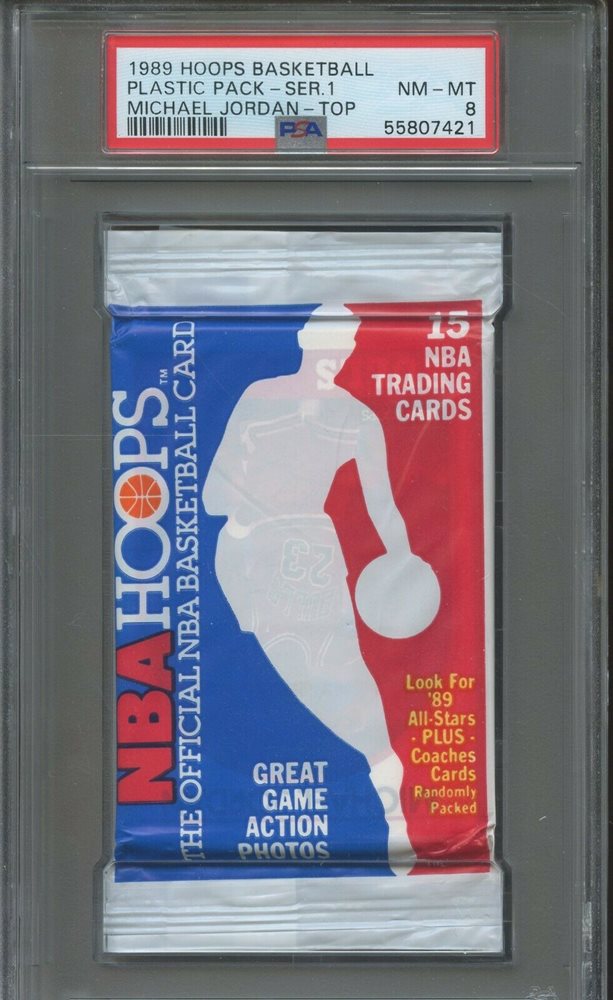 1989 HOOPS BASKETBALL
PLASTIC PACK - SER.1 NM - MT
MICHAEL JORDAN - TOP 8
PSA 55807421
15
NBA
TRADING
CARDS
NBA HOOPS™
THE OFFICIAL NBA BASKETBALL CARD
23
Look For
'89
All-Stars
- PLUS -
Coaches
Cards
Randomly
Packed
GREAT
GAME
ACTION
PHOTOS